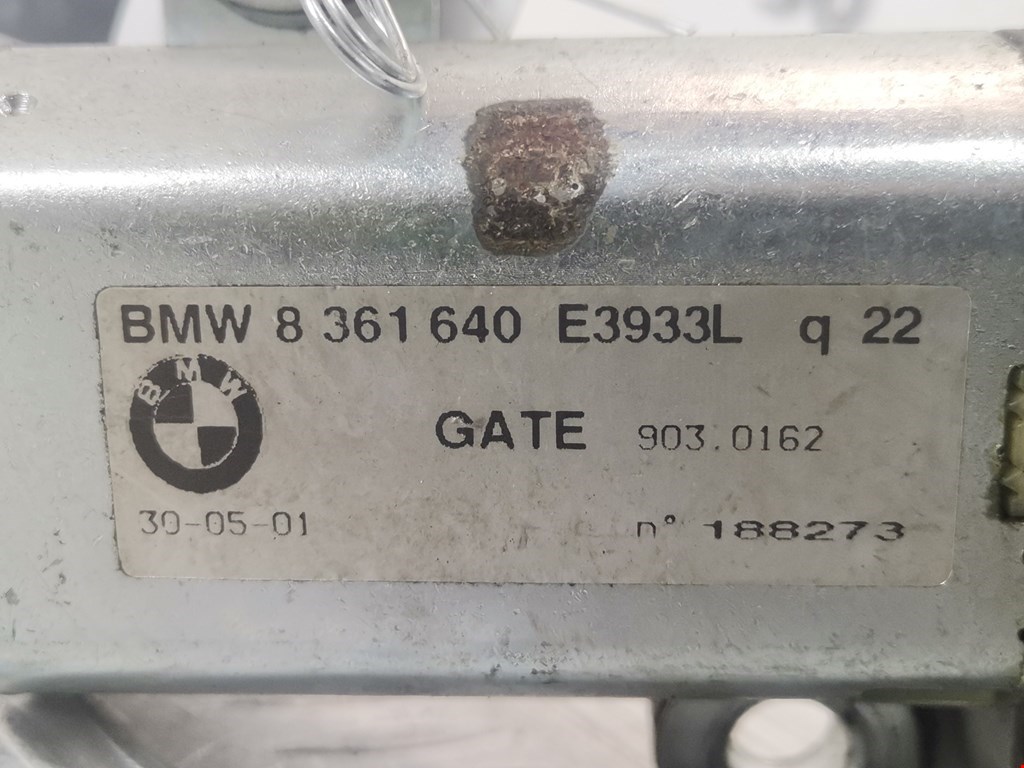 BMW 8 361 640 E3933L q 22
BMW
GATE 903.0162
30-05-01 n° 188273